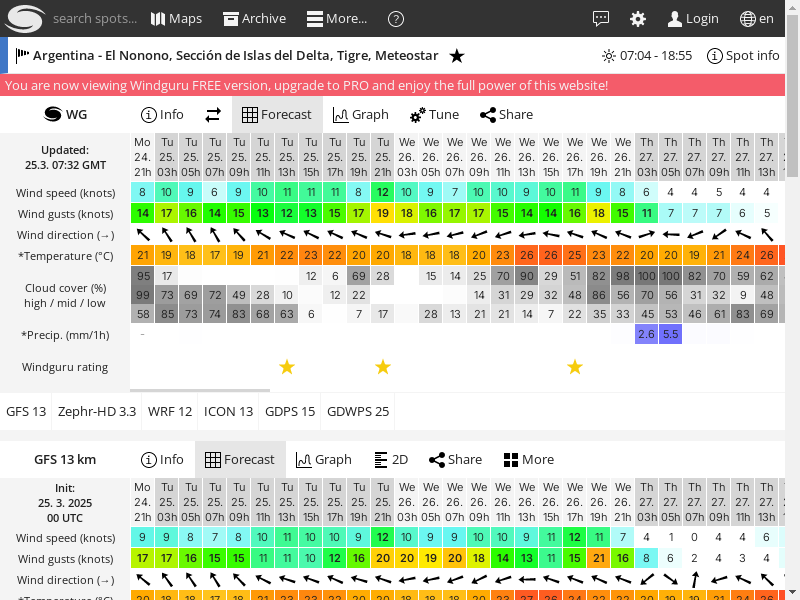 search spots... Maps Archive More... ? Login en
Argentina - El Nonono, Sección de Islas del Delta, Tigre, Meteostar ★ 07:04 - 18:55 Spot info
You are now viewing Windguru FREE version, upgrade to PRO and enjoy the full power of this website!
WG Info Forecast Graph Tune Share
Updated:
25.3. 07:32 GMT
Mo Tu Tu Tu Tu Tu Tu Tu Tu Tu Tu We We We We We We We We We We Th Th Th Th Th Th
24. 25. 25. 25. 25. 25. 25. 25. 25. 25. 25. 26. 26. 26. 26. 26. 26. 26. 26. 26. 26. 27. 27. 27. 27. 27. 27.
21h 03h 05h 07h 09h 11h 13h 15h 17h 19h 21h 03h 05h 07h 09h 11h 13h 15h 17h 19h 21h 03h 05h 07h 09h 11h 13h
Wind speed (knots) 8 10 9 6 9 10 11 11 11 8 12 10 9 7 10 10 9 10 11 9 8 6 4 4 5 4 4
Wind gusts (knots) 14 17 16 14 15 13 12 13 15 17 19 18 16 17 17 15 14 14 16 18 15 11 7 7 7 6 5
Wind direction (→)
*Temperature (°C) 21 19 18 17 19 21 22 23 22 20 20 18 18 18 20 23 26 26 25 23 22 20 20 19 21 24 26
Cloud cover (%)
high / mid / low
95 17 12 6 69 28 15 14 25 70 90 29 51 82 98 100 100 82 70 59 62
99 73 69 72 49 28 10 12 22 14 31 29 32 48 86 56 70 56 31 32 9 48
58 85 73 74 83 68 63 6 7 17 28 13 21 21 14 7 22 35 33 45 53 46 61 83 69
*Precip. (mm/1h) - 2.6 5.5
Windguru rating ★ ★ ★
GFS 13 Zephr-HD 3.3 WRF 12 ICON 13 GDPS 15 GDWPS 25
GFS 13 km Info Forecast Graph 2D Share More
Init:
25. 3. 2025
00 UTC
Mo Tu Tu Tu Tu Tu Tu Tu Tu Tu Tu We We We We We We We We We We Th Th Th Th Th Th
24. 25. 25. 25. 25. 25. 25. 25. 25. 25. 25. 26. 26. 26. 26. 26. 26. 26. 26. 26. 26. 27. 27. 27. 27. 27. 27.
21h 03h 05h 07h 09h 11h 13h 15h 17h 19h 21h 03h 05h 07h 09h 11h 13h 15h 17h 19h 21h 03h 05h 07h 09h 11h 13h
Wind speed (knots) 9 9 8 7 8 10 10 10 9 10 12 10 9 9 10 10 9 11 12 11 7 4 1 0 4 4 6
Wind gusts (knots) 17 17 16 15 15 11 11 10 12 16 20 20 19 20 18 14 13 11 15 21 16 8 6 2 4 3 4
Wind direction (→)
*Temperature (°C)